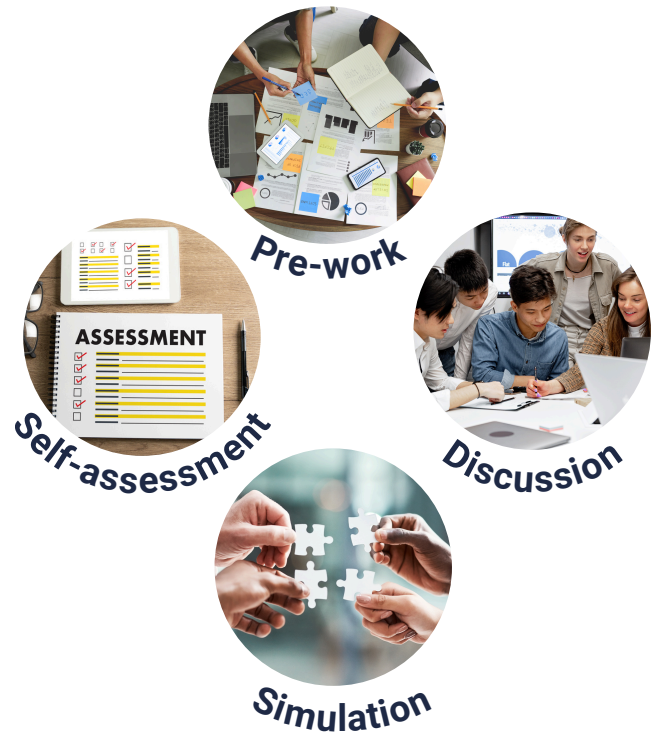 Pre-work
ASSESSMENT
Self-assessment
Discussion
Simulation